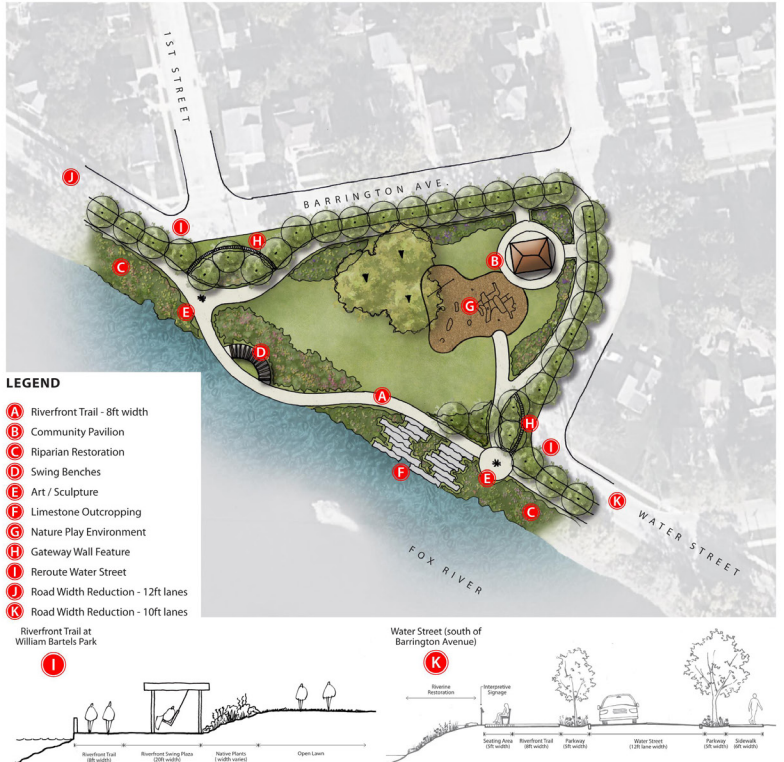 1ST STREET
J
BARRINGTON AVE.
I
H
C
B
E
G
D
A
H
I
F
E
K
C
WATER STREET
FOX RIVER
LEGEND
A Riverfront Trail - 8ft width
B Community Pavilion
C Riparian Restoration
D Swing Benches
E Art / Sculpture
F Limestone Outcropping
G Nature Play Environment
H Gateway Wall Feature
I Reroute Water Street
J Road Width Reduction - 12ft lanes
K Road Width Reduction - 10ft lanes
Riverfront Trail at
William Bartels Park
I
Riverfront Trail
(8ft width)
Riverfront Swing Plaza
(20ft width)
Native Plants
(width varies)
Open Lawn
Water Street (south of
Barrington Avenue)
K
Riverine
Restoration
Interpretive
Signage
Seating Area
(5ft width)
Riverfront Trail
(8ft width)
Parkway
(5ft width)
Water Street
(12ft lane width)
Parkway
(5ft width)
Sidewalk
(6ft width)